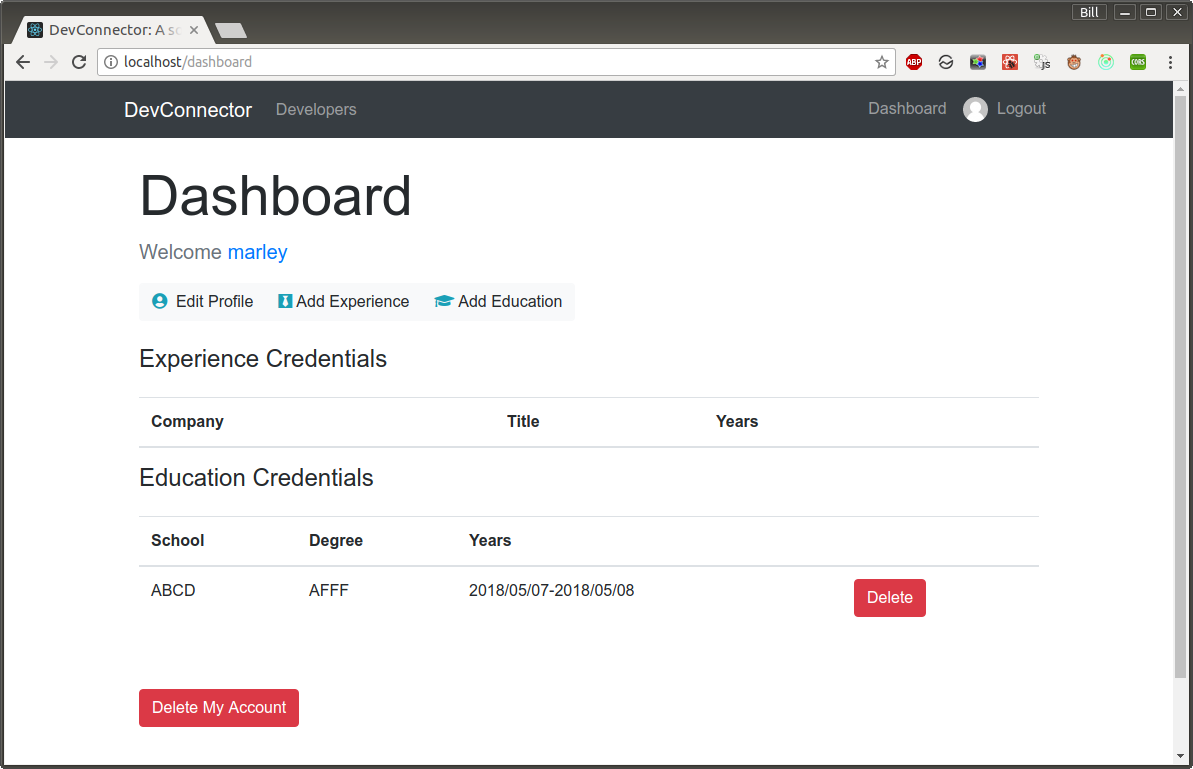 Bill
DevConnector: A so
localhost/dashboard
ABP
JS
CORS
DevConnector Developers Dashboard Logout
Dashboard
Welcome marley
Edit Profile Add Experience Add Education
Experience Credentials
Company Title Years
Education Credentials
School Degree Years
ABCD AFFF 2018/05/07-2018/05/08 Delete
Delete My Account